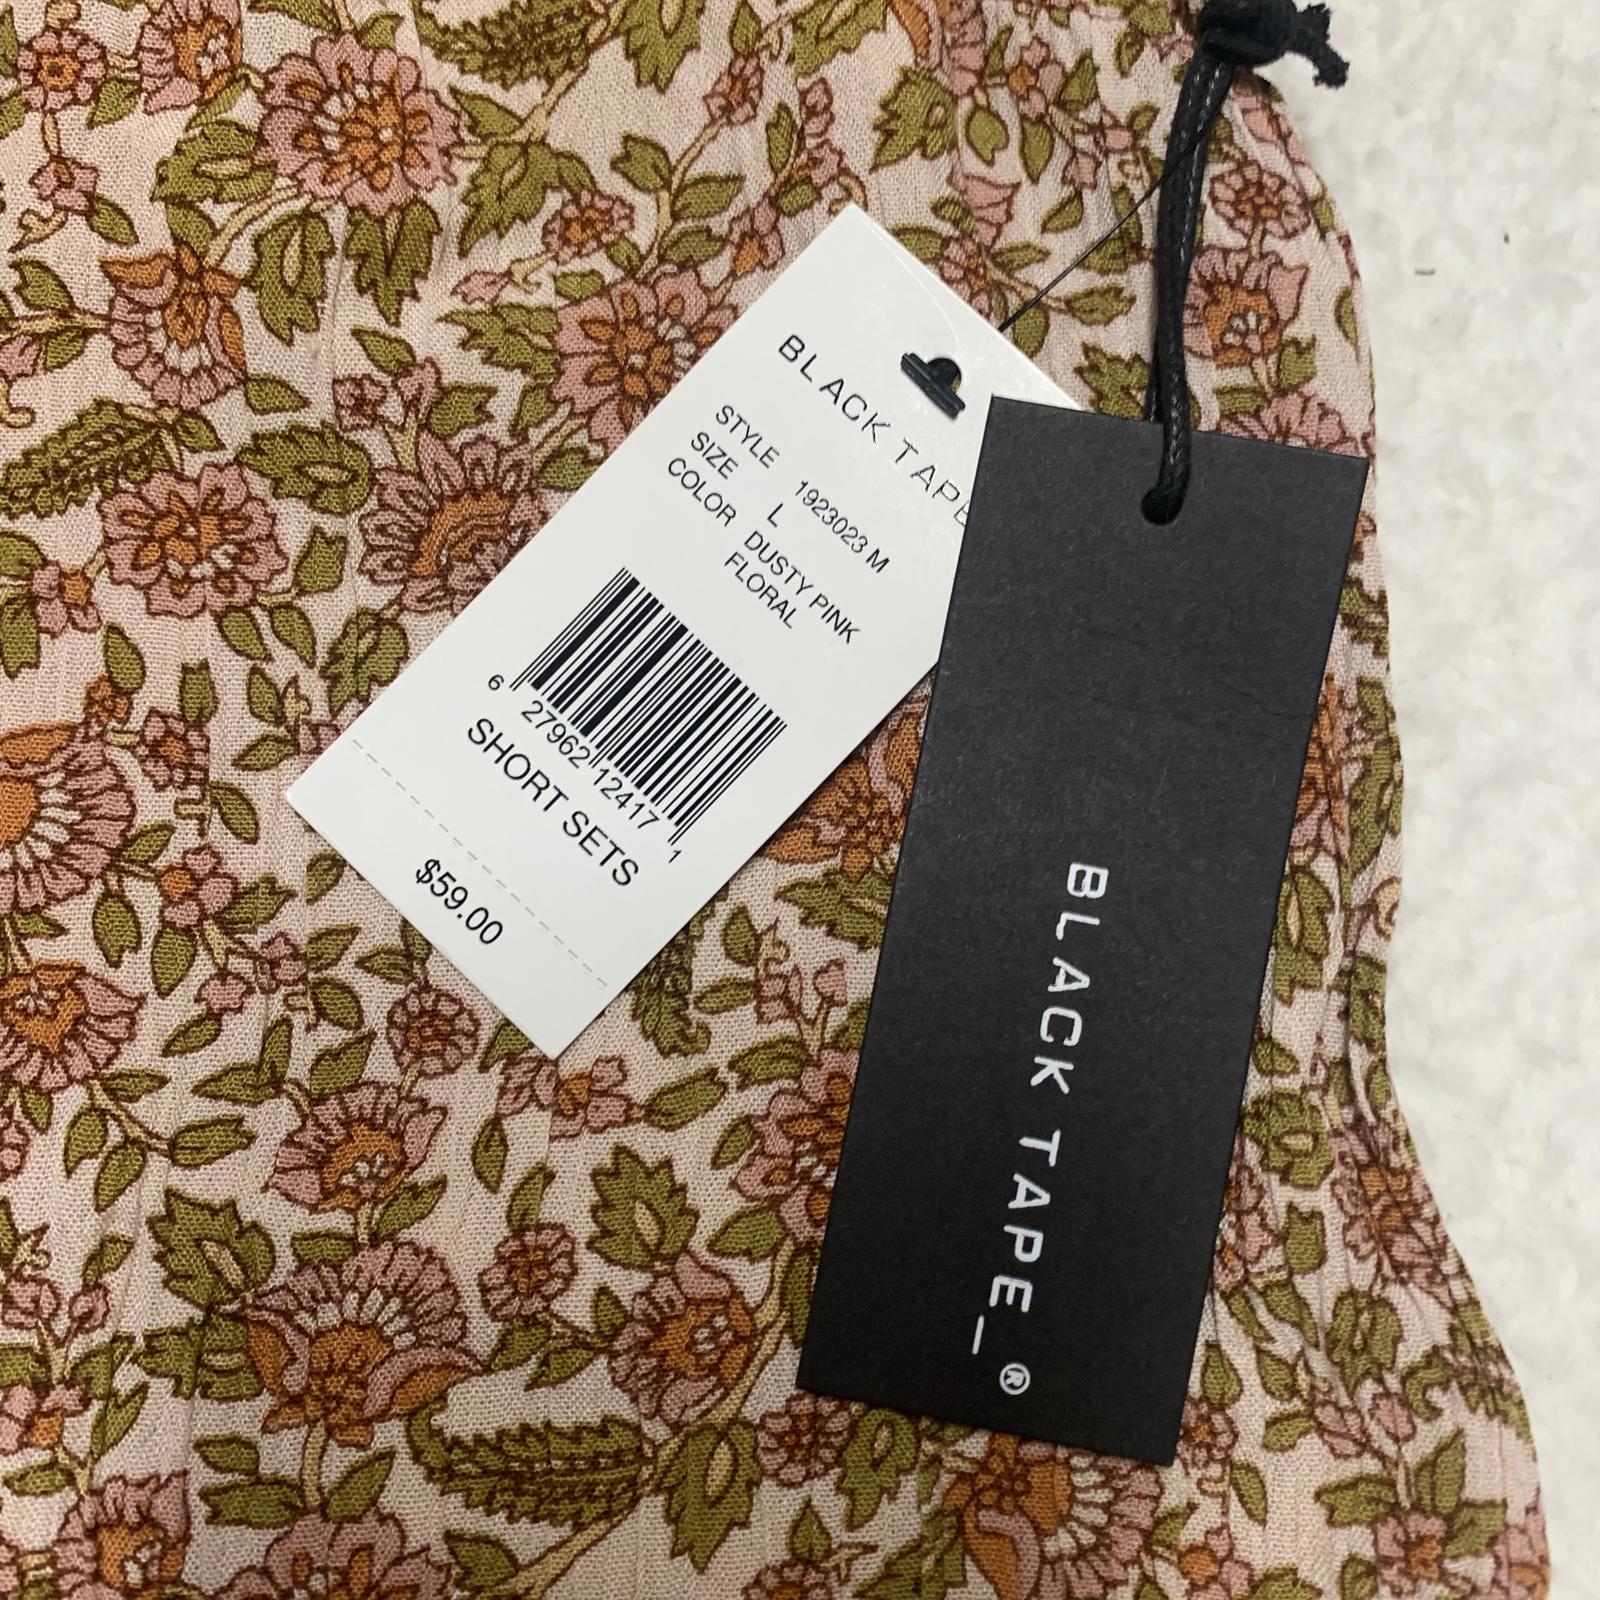 BLACK TAPE
STYLE 1923023 M
SIZE L
COLOR DUSTY PINK
FLORAL
6 27962 12417 1
SHORT SETS
$59.00
BLACK TAPE_®